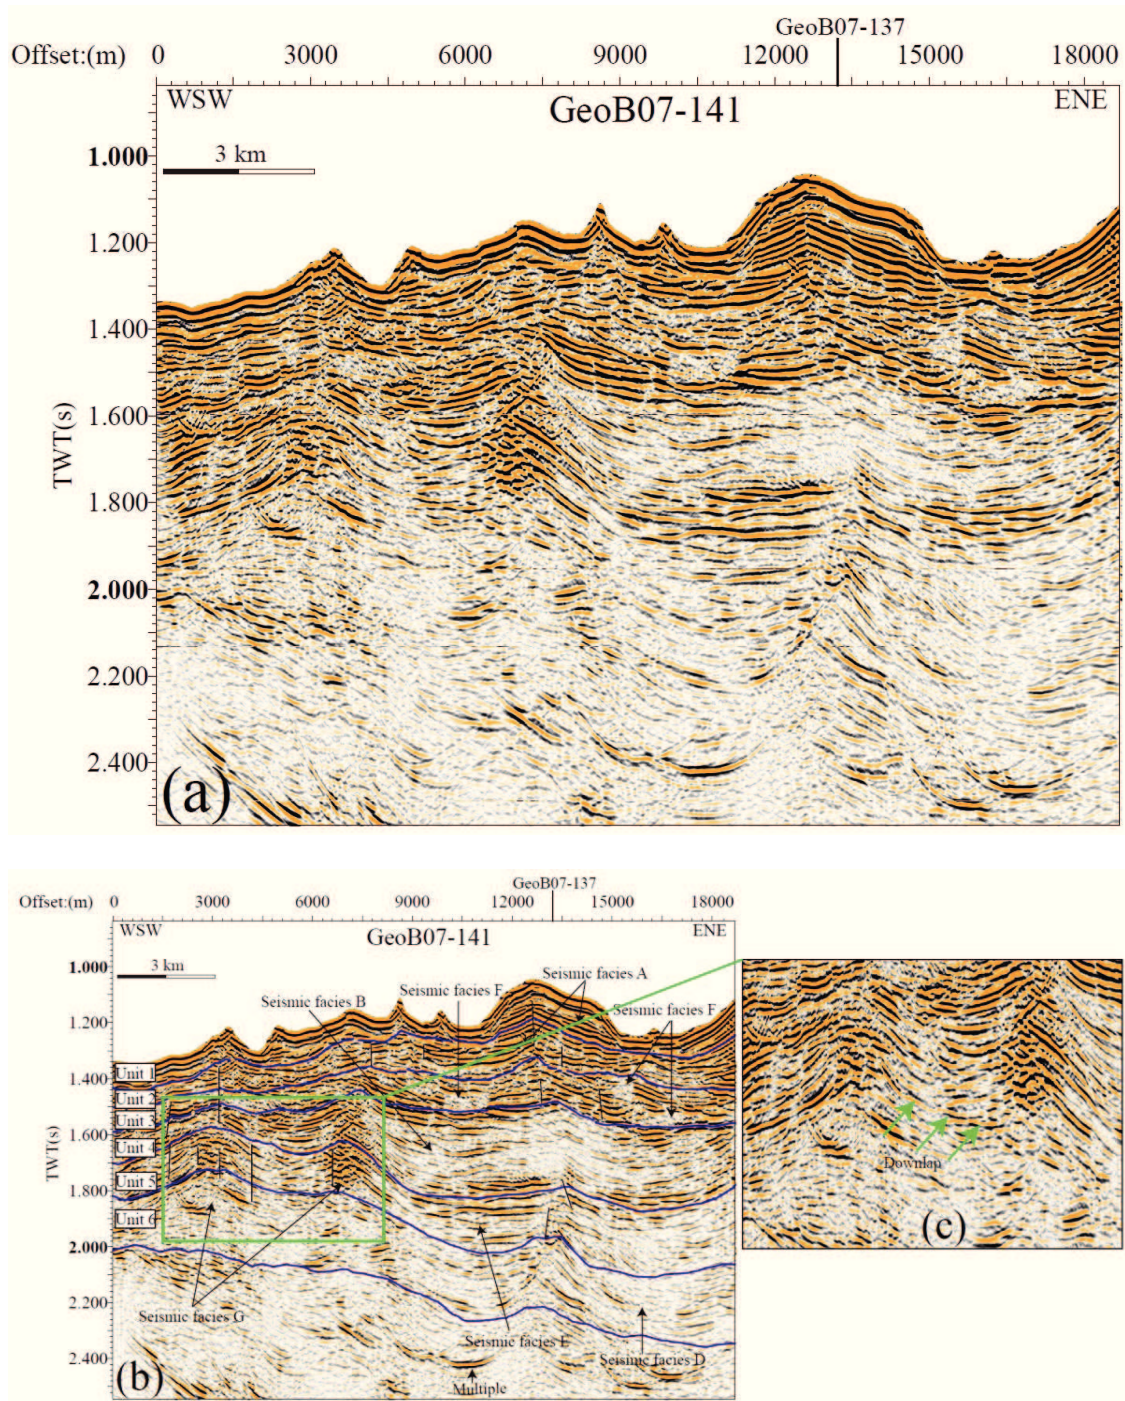 GeoB07-137
Offset:(m) 0 3000 6000 9000 12000 15000 18000
WSW GeoB07-141 ENE
3 km
1.000
1.200
1.400
1.600
1.800
2.000
2.200
2.400
TWT(s)
(a)
GeoB07-137
Offset:(m) 0 3000 6000 9000 12000 15000 18000
WSW GeoB07-141 ENE
3 km
1.000
1.200
1.400
1.600
1.800
2.000
2.200
2.400
TWT(s)
Seismic facies A
Seismic facies F
Seismic facies B
Seismic facies F
Unit 1
Unit 2
Unit 3
Unit 4
Unit 5
Unit 6
Seismic facies G
Seismic facies E
Seismic facies D
Multiple
(b)
Downlap
(c)